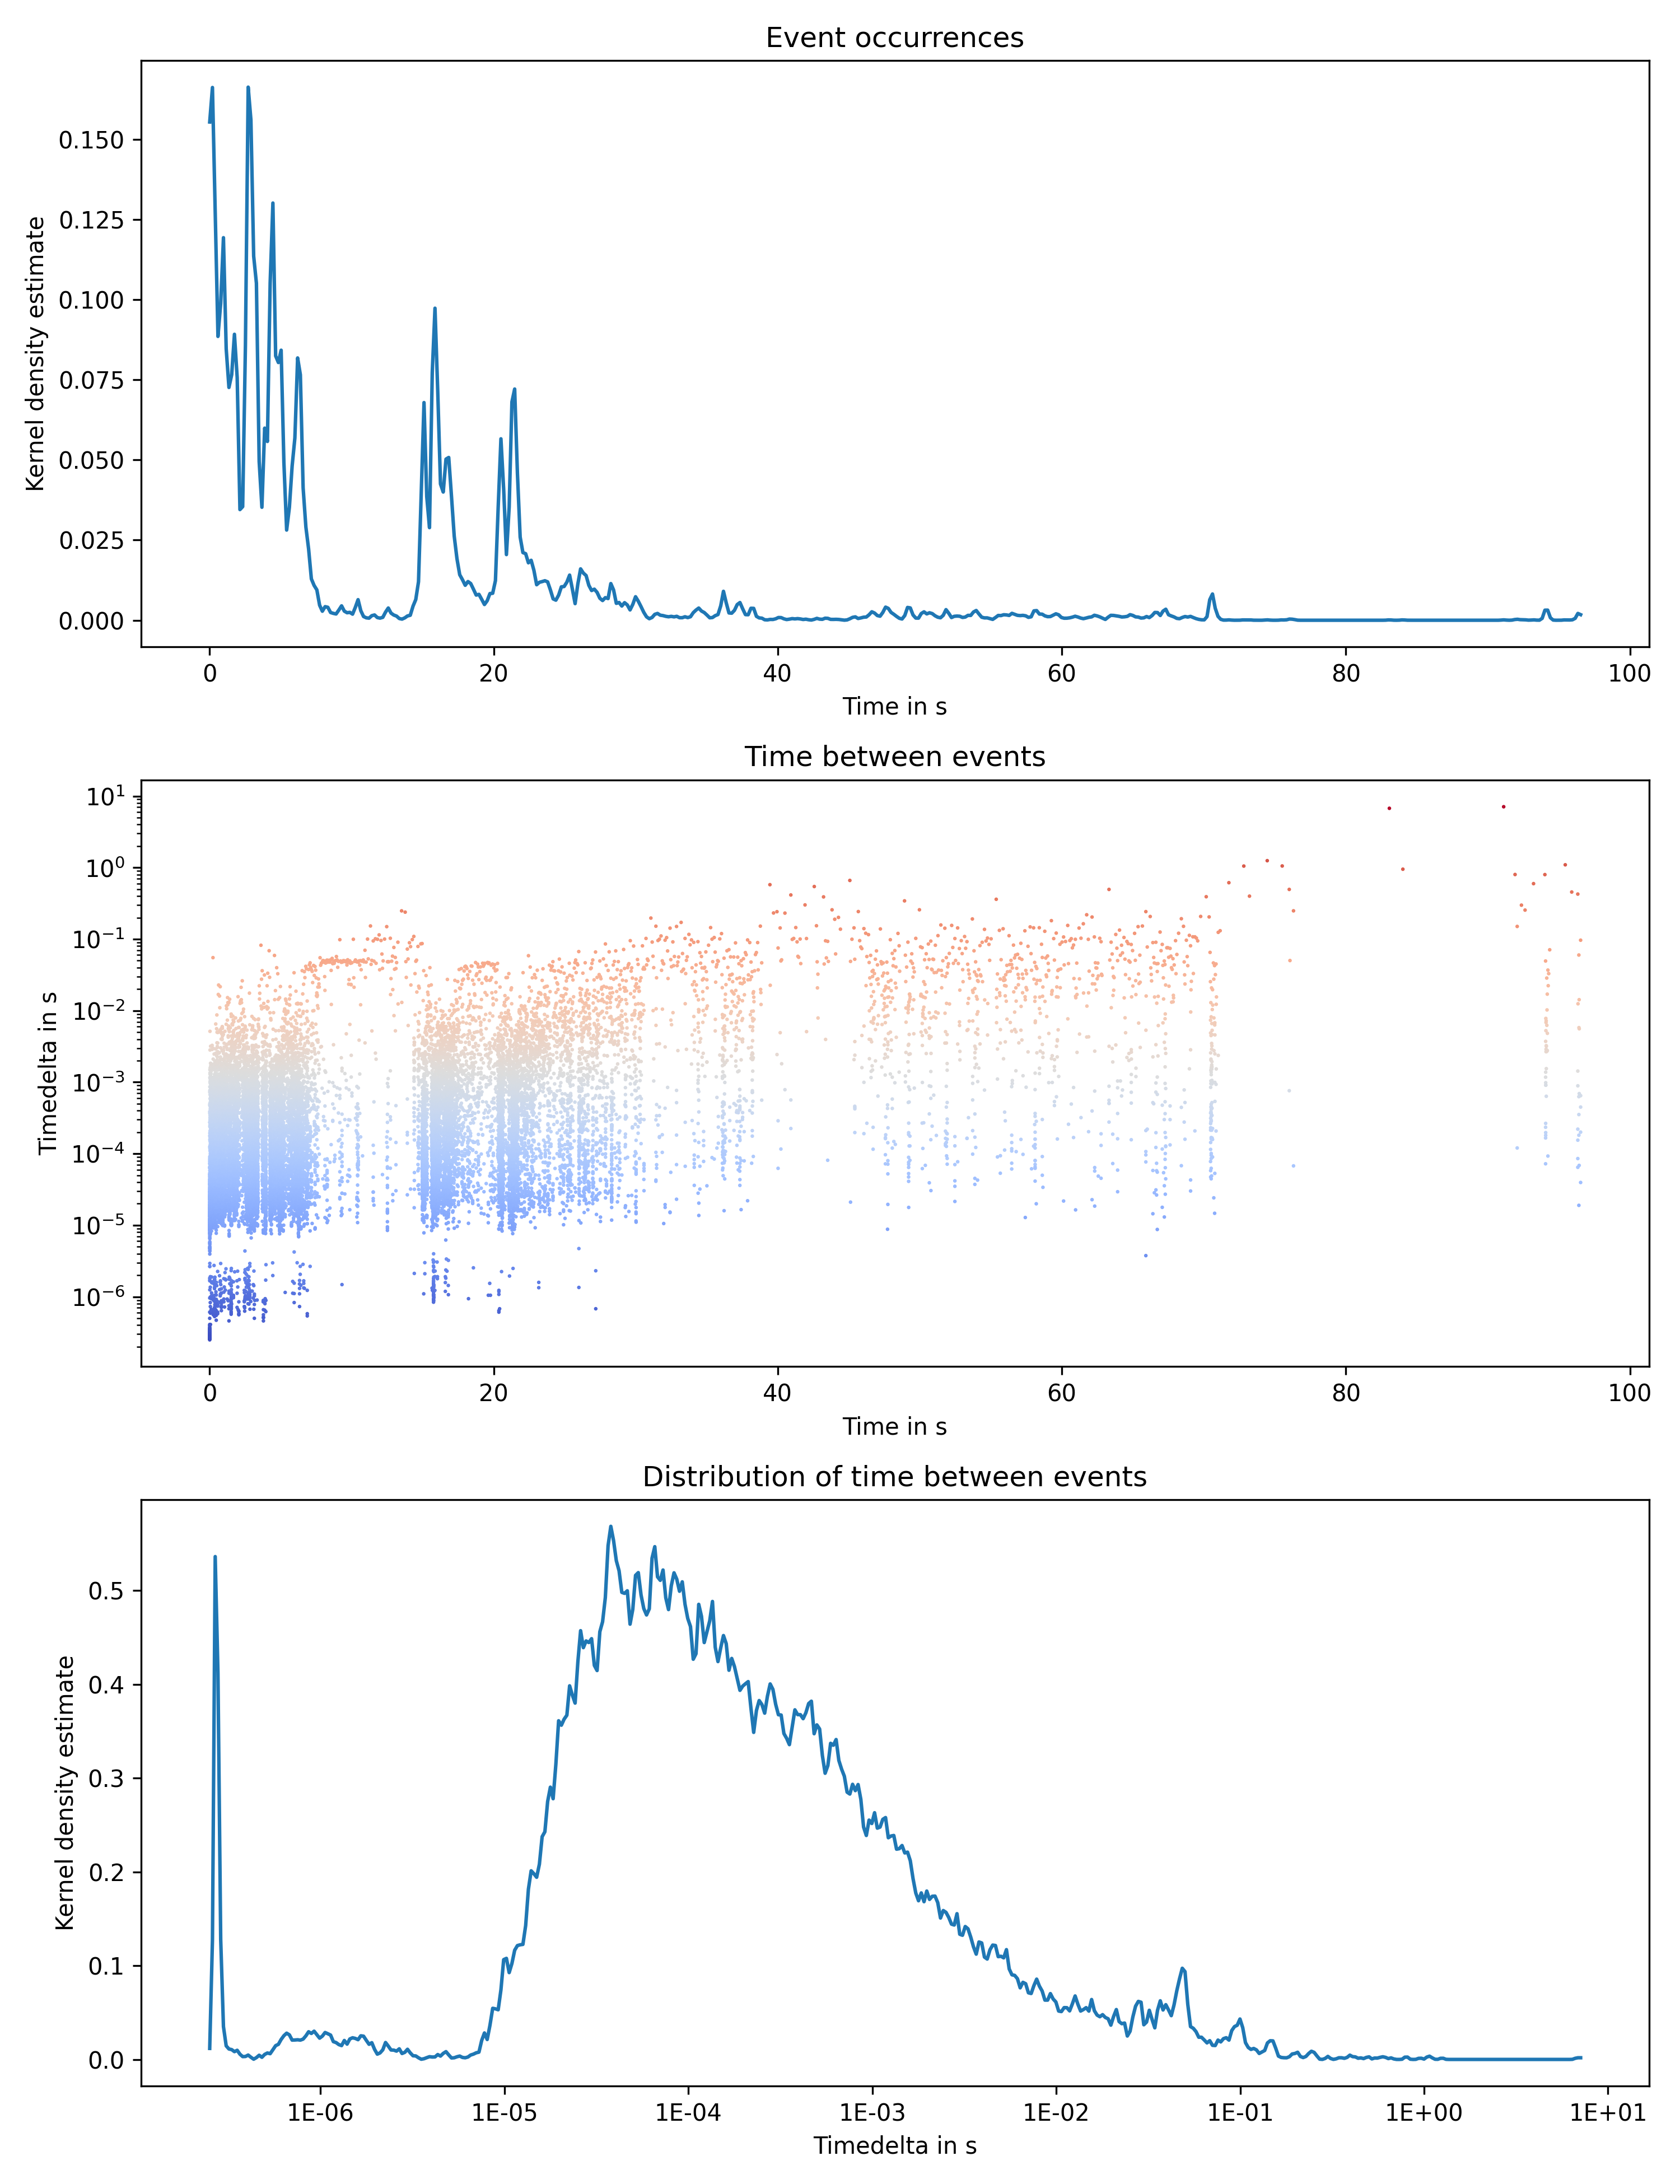 Event occurrences
Kernel density estimate
0.150
0.125
0.100
0.075
0.050
0.025
0.000
0 20 40 60 80 100
Time in s
Time between events
Timedelta in s
10¹
10⁰
10⁻¹
10⁻²
10⁻³
10⁻⁴
10⁻⁵
10⁻⁶
0 20 40 60 80 100
Time in s
Distribution of time between events
Kernel density estimate
0.5
0.4
0.3
0.2
0.1
0.0
1E-06 1E-05 1E-04 1E-03 1E-02 1E-01 1E+00 1E+01
Timedelta in s